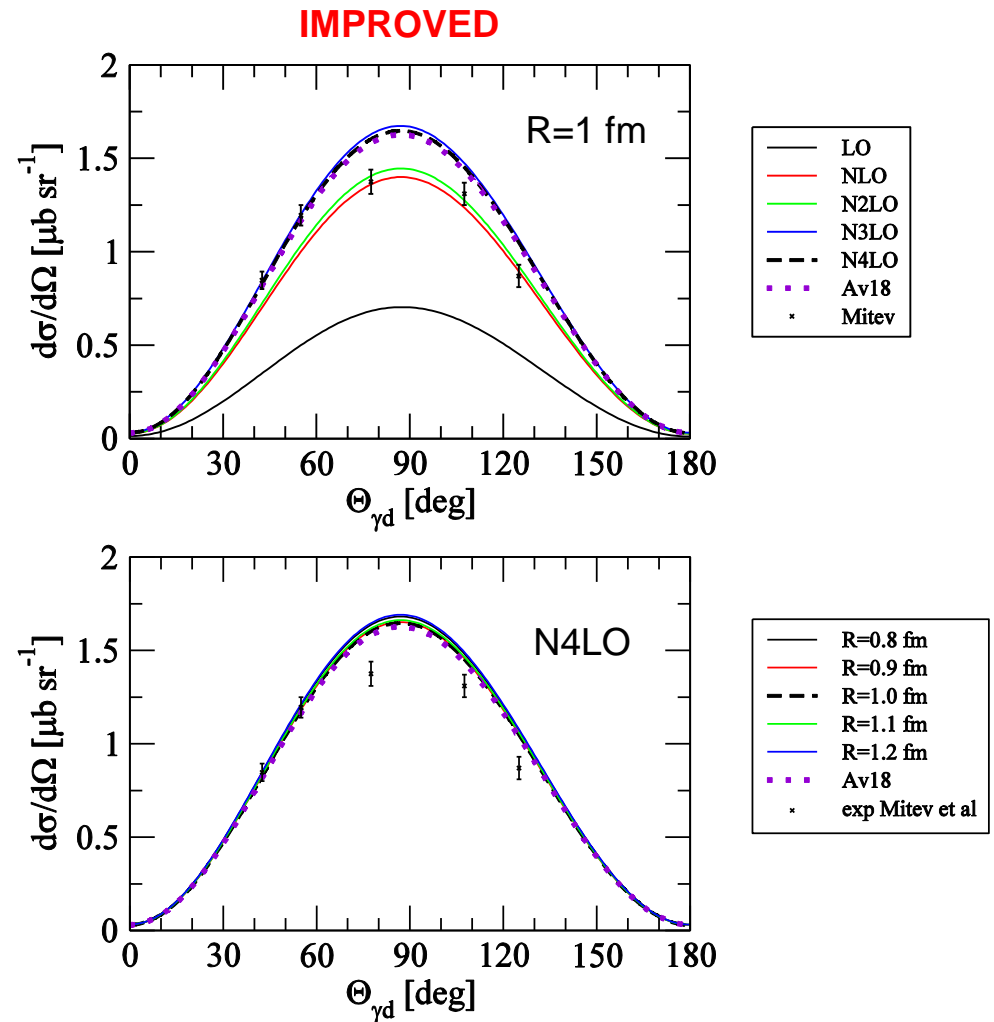 IMPROVED
2
1.5
1
0.5
0
dσ/dΩ [μb sr⁻¹]
R=1 fm
0 30 60 90 120 150 180
Θγd [deg]
LO
NLO
N2LO
N3LO
N4LO
Av18
Mitev
2
1.5
1
0.5
0
dσ/dΩ [μb sr⁻¹]
N4LO
0 30 60 90 120 150 180
Θγd [deg]
R=0.8 fm
R=0.9 fm
R=1.0 fm
R=1.1 fm
R=1.2 fm
Av18
exp Mitev et al